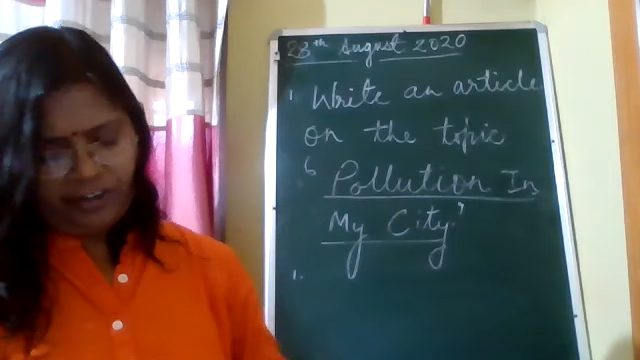 28th August 2020
1 Write an article
on the topic
‘ Pollution In
My City’.
1.